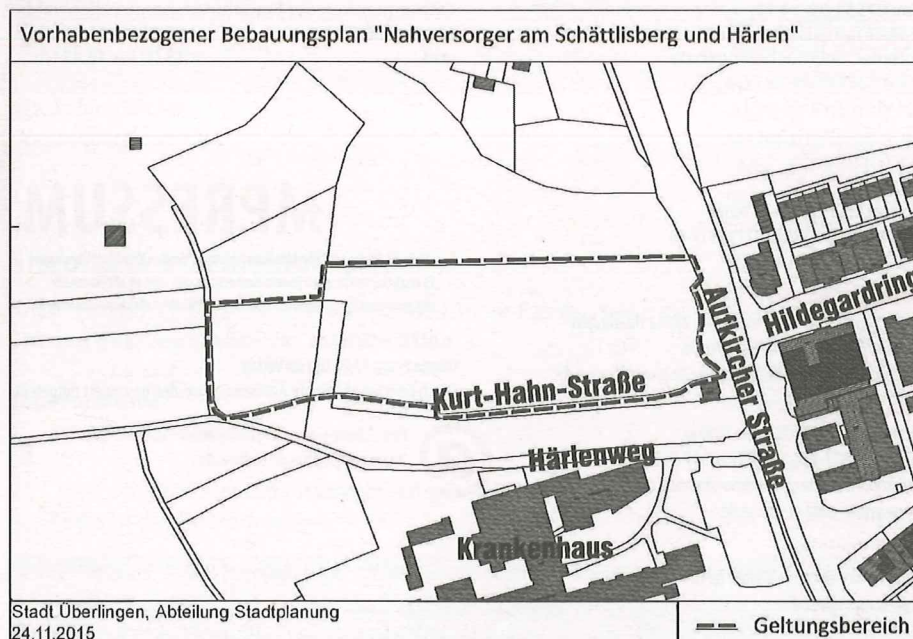 Vorhabenbezogener Bebauungsplan "Nahversorger am Schättlisberg und Härlen"
Aufkircher Straße
Hildegardring
Kurt-Hahn-Straße
Härlenweg
Krankenhaus
Stadt Überlingen, Abteilung Stadtplanung
24.11.2015
Geltungsbereich